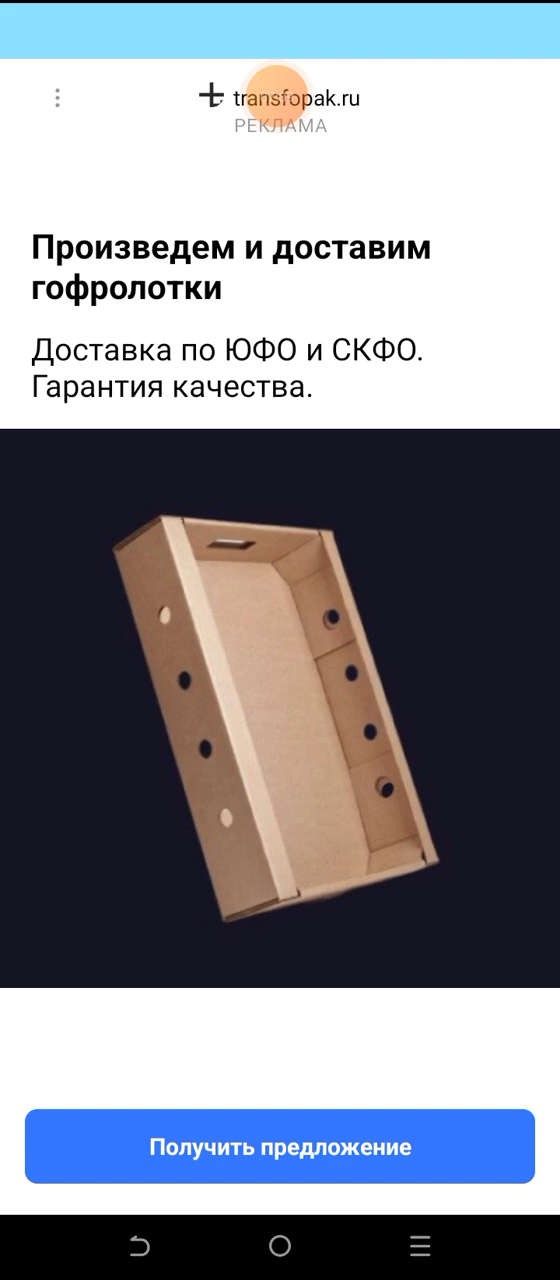 transfopak.ru
РЕКЛАМА
Произведем и доставим
гофролотки
Доставка по ЮФО и СКФО.
Гарантия качества.
Получить предложение